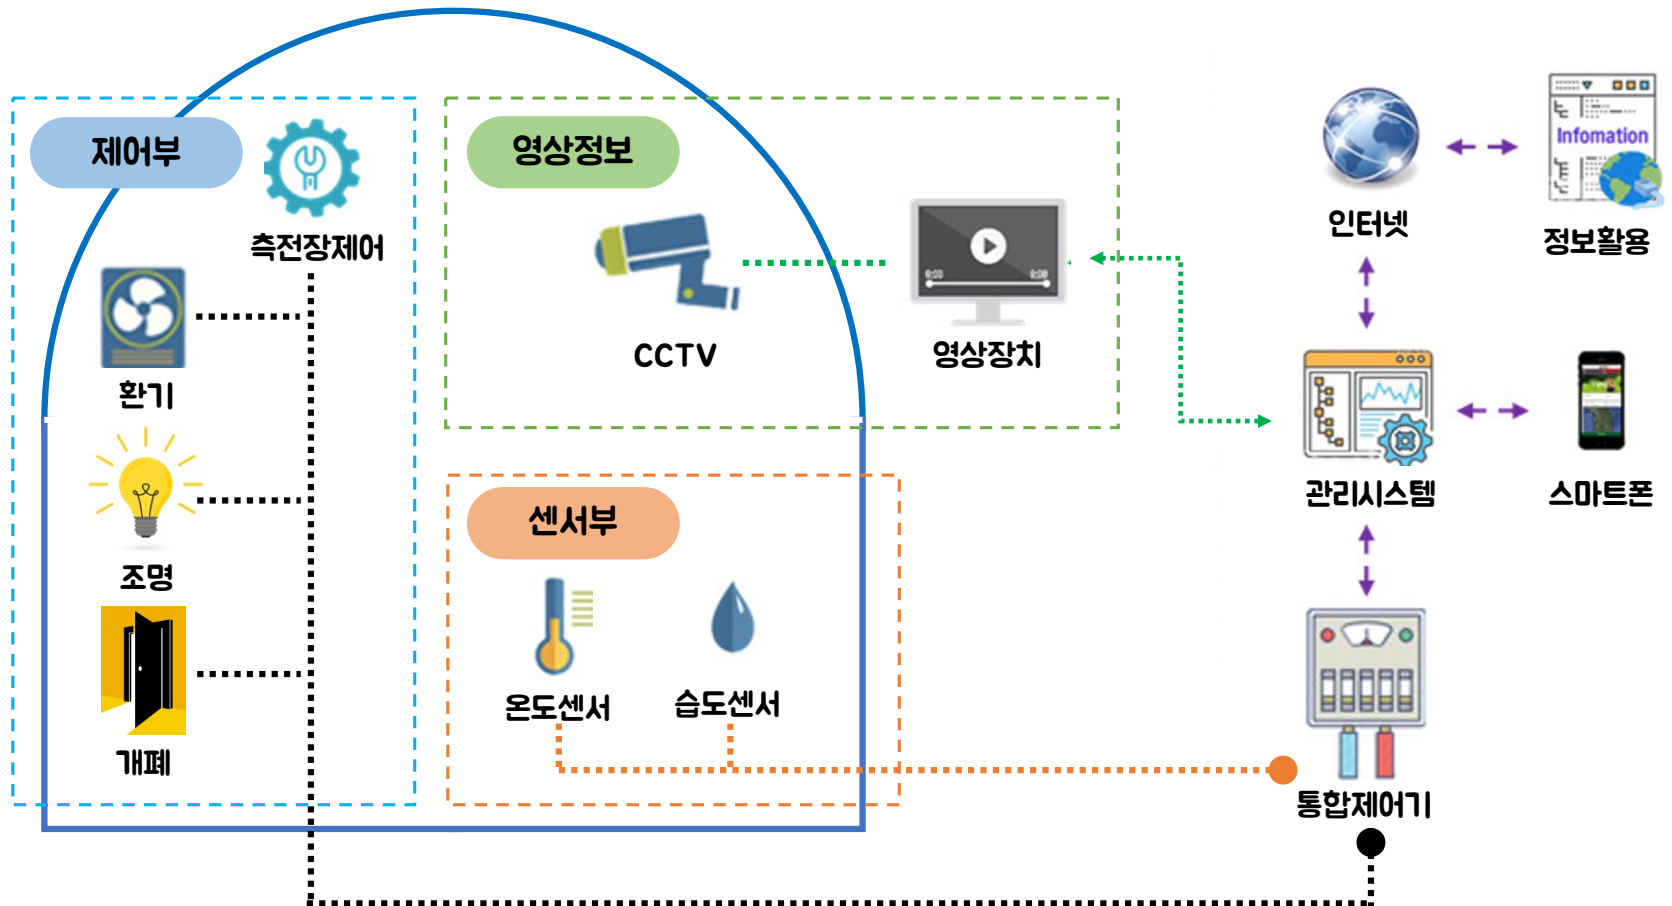 제어부
측전장제어
환기
조명
개폐
영상정보
CCTV
0:00
영상장치
센서부
온도센서
습도센서
인터넷
Infomation
정보활용
관리시스템
스마트폰
통합제어기